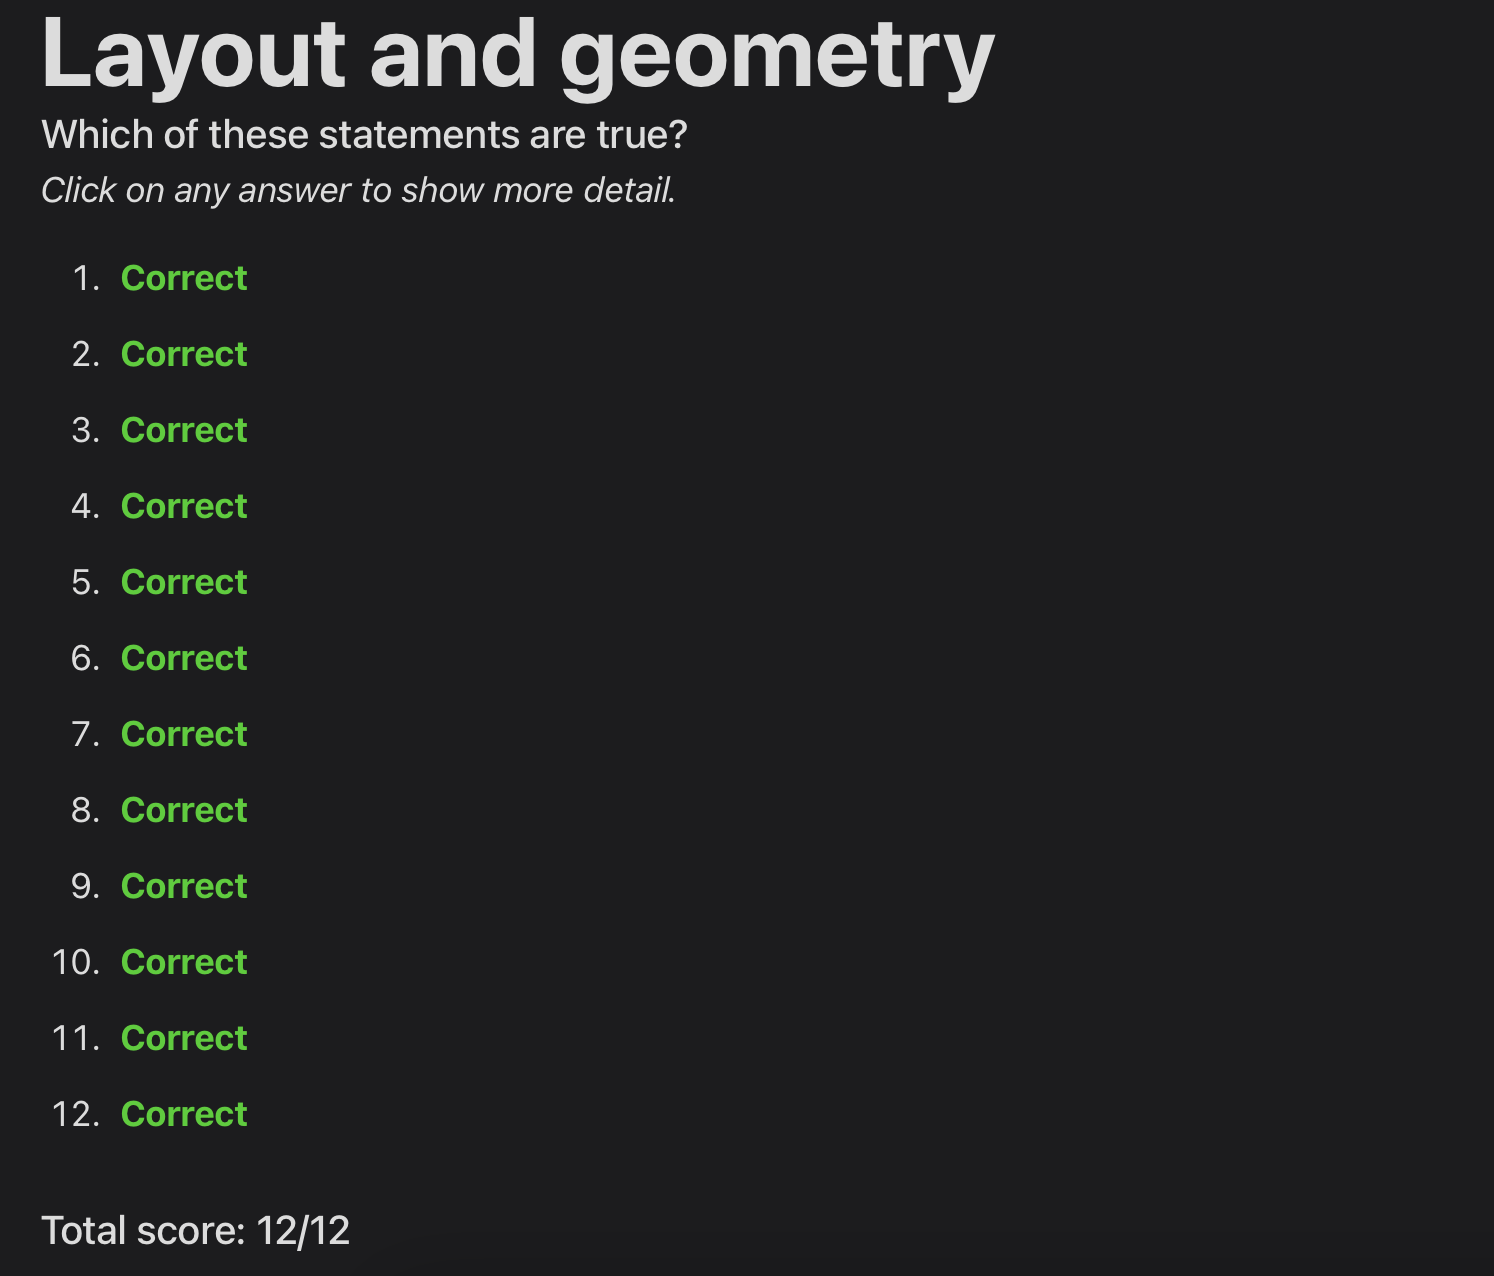 Layout and geometry
Which of these statements are true?
Click on any answer to show more detail.
1. Correct
2. Correct
3. Correct
4. Correct
5. Correct
6. Correct
7. Correct
8. Correct
9. Correct
10. Correct
11. Correct
12. Correct
Total score: 12/12